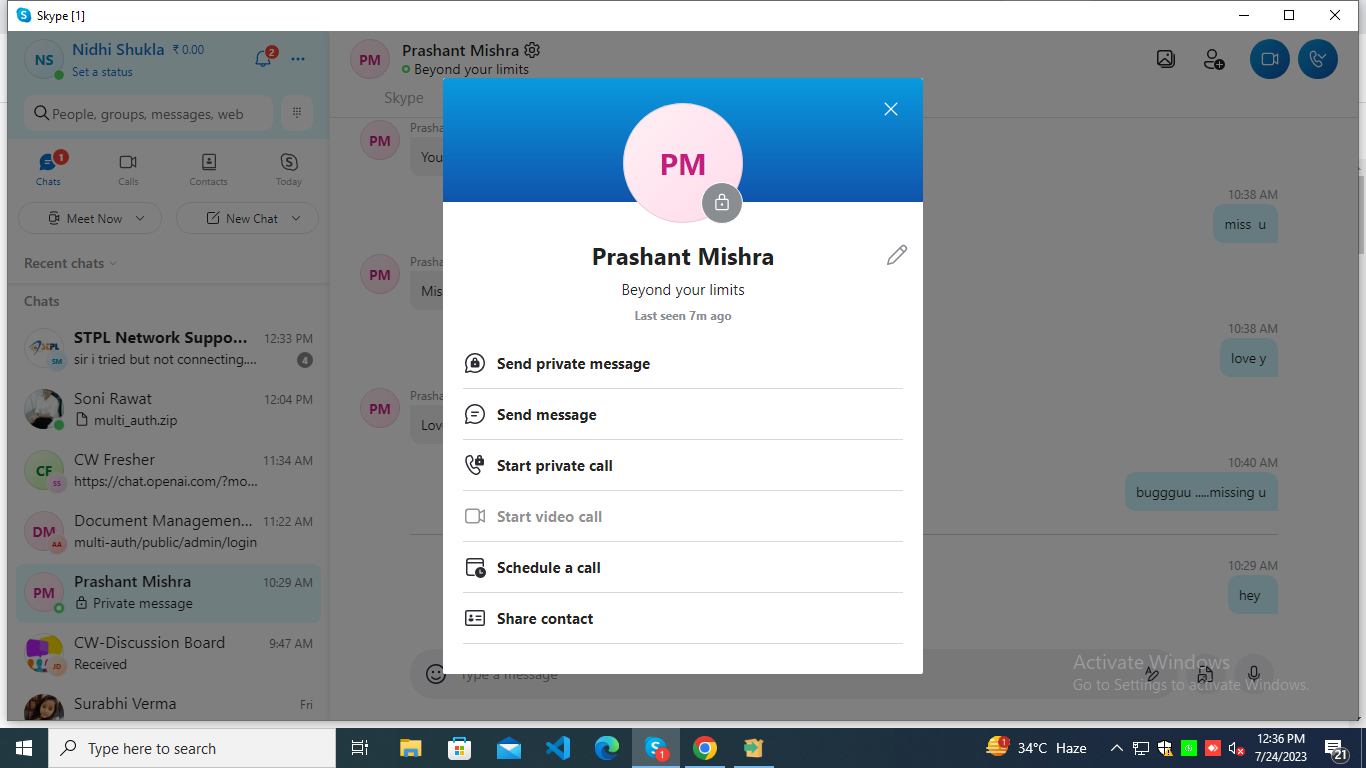 Skype [1]
NS
Nidhi Shukla ₹ 0.00
2
Set a status
People, groups, messages, web
1
Chats
Calls
Contacts
Today
Meet Now
New Chat
Recent chats
Chats
STPL
SM
STPL Network Suppo... 12:33 PM
sir i tried but not connecting.... 4
Soni Rawat 12:04 PM
multi_auth.zip
CF
SS
CW Fresher 11:34 AM
https://chat.openai.com/?mo...
DM
AA
Document Managemen... 11:22 AM
multi-auth/public/admin/login
PM
Prashant Mishra 10:29 AM
Private message
JD
CW-Discussion Board 9:47 AM
Received
Surabhi Verma Fri
PM
Prashant Mishra
Beyond your limits
Skype
PM
Prasha
You
10:38 AM
miss u
PM
Prasha
Mis
10:38 AM
love y
PM
Prasha
Lov
10:40 AM
buggguu .....missing u
10:29 AM
hey
Type a message
PM
Prashant Mishra
Beyond your limits
Last seen 7m ago
Send private message
Send message
Start private call
Start video call
Schedule a call
Share contact
Activate Windows
Go to Settings to activate Windows.
Type here to search
1
1
34°C Haze
12:36 PM
7/24/2023
21